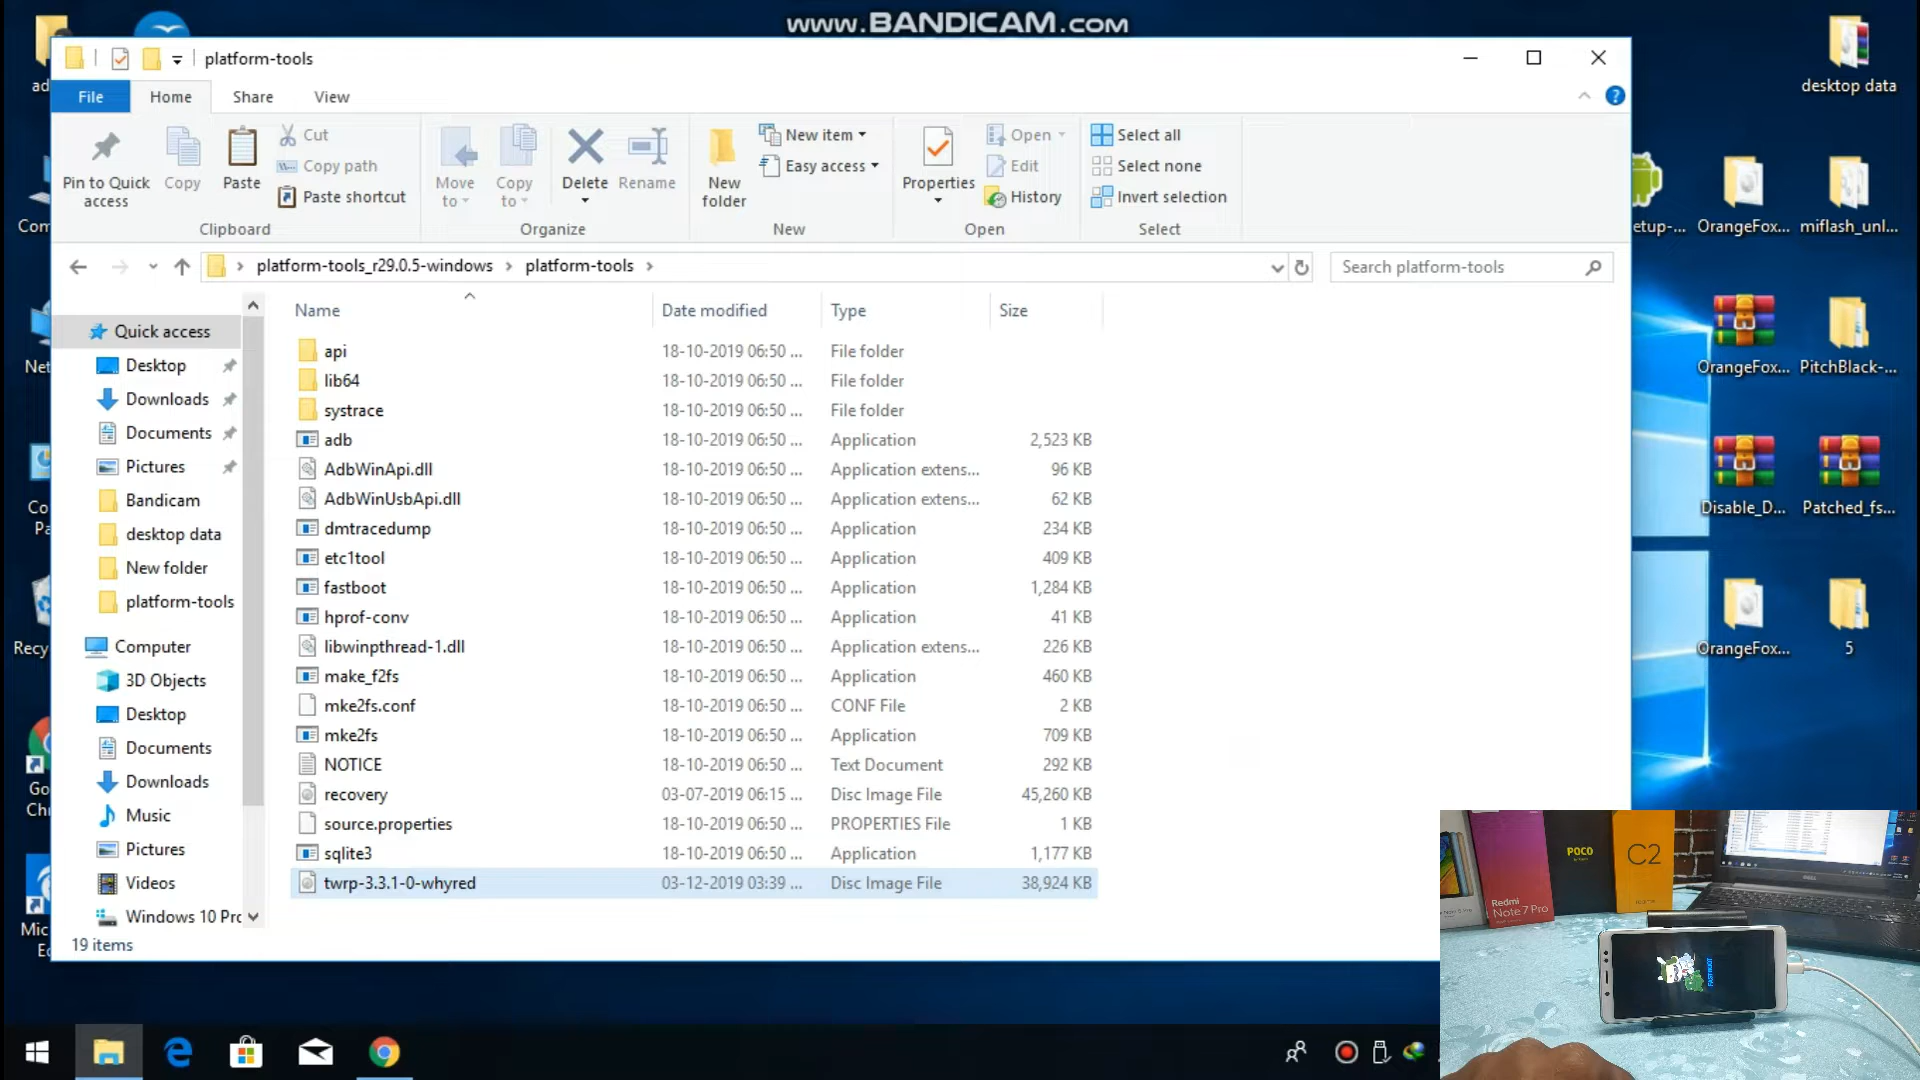 www.BANDICAM.com
platform-tools
File Home Share View
Pin to Quick access
Copy
Paste
Cut
Copy path
Paste shortcut
Clipboard
Move to
Copy to
Delete
Rename
Organize
New folder
New item
Easy access
New
Properties
Open
Edit
History
Open
Select all
Select none
Invert selection
Select
platform-tools_r29.0.5-windows > platform-tools >
Search platform-tools
Name Date modified Type Size
Quick access
Desktop
Downloads
Documents
Pictures
Bandicam
desktop data
New folder
platform-tools
Computer
3D Objects
Desktop
Documents
Downloads
Music
Pictures
Videos
Windows 10 Prc
api 18-10-2019 06:50 ... File folder
lib64 18-10-2019 06:50 ... File folder
systrace 18-10-2019 06:50 ... File folder
adb 18-10-2019 06:50 ... Application 2,523 KB
AdbWinApi.dll 18-10-2019 06:50 ... Application extens... 96 KB
AdbWinUsbApi.dll 18-10-2019 06:50 ... Application extens... 62 KB
dmtracedump 18-10-2019 06:50 ... Application 234 KB
etc1tool 18-10-2019 06:50 ... Application 409 KB
fastboot 18-10-2019 06:50 ... Application 1,284 KB
hprof-conv 18-10-2019 06:50 ... Application 41 KB
libwinpthread-1.dll 18-10-2019 06:50 ... Application extens... 226 KB
make_f2fs 18-10-2019 06:50 ... Application 460 KB
mke2fs.conf 18-10-2019 06:50 ... CONF File 2 KB
mke2fs 18-10-2019 06:50 ... Application 709 KB
NOTICE 18-10-2019 06:50 ... Text Document 292 KB
recovery 03-07-2019 06:15 ... Disc Image File 45,260 KB
source.properties 18-10-2019 06:50 ... PROPERTIES File 1 KB
sqlite3 18-10-2019 06:50 ... Application 1,177 KB
twrp-3.3.1-0-whyred 03-12-2019 03:39 ... Disc Image File 38,924 KB
19 items
ad
Com
Net
Co
Pa
Recy
Go
Chr
Mic
Ec
desktop data
etup-...
OrangeFox...
miflash_unl...
OrangeFox...
PitchBlack-...
Disable_D...
Patched_fs...
OrangeFox...
5
Redmi
Note 7 Pro
POCO
C2
FASTBOOT